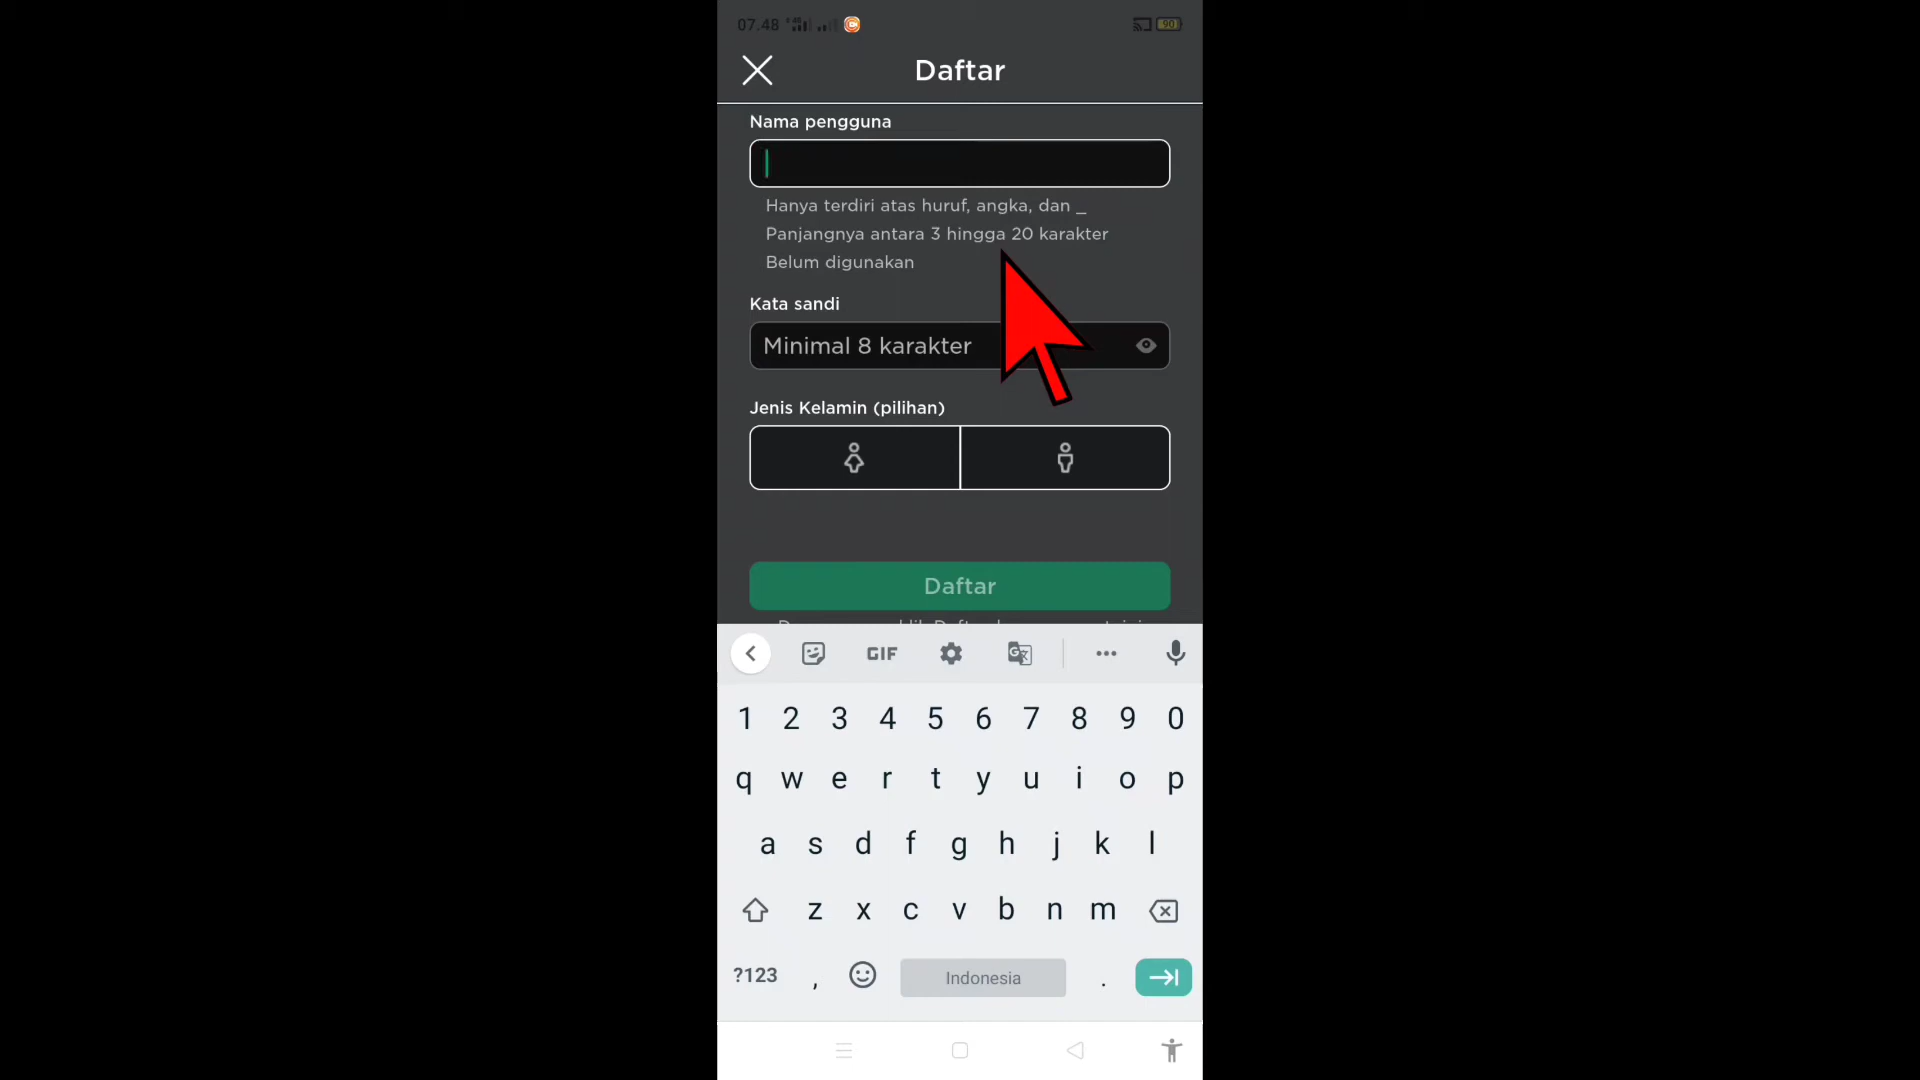 07.48
90
Daftar
Nama pengguna
Hanya terdiri atas huruf, angka, dan _
Panjangnya antara 3 hingga 20 karakter
Belum digunakan
Kata sandi
Minimal 8 karakter
Jenis Kelamin (pilihan)
Daftar
GIF
1 2 3 4 5 6 7 8 9 0
q w e r t y u i o p
a s d f g h j k l
z x c v b n m
?123 , Indonesia .